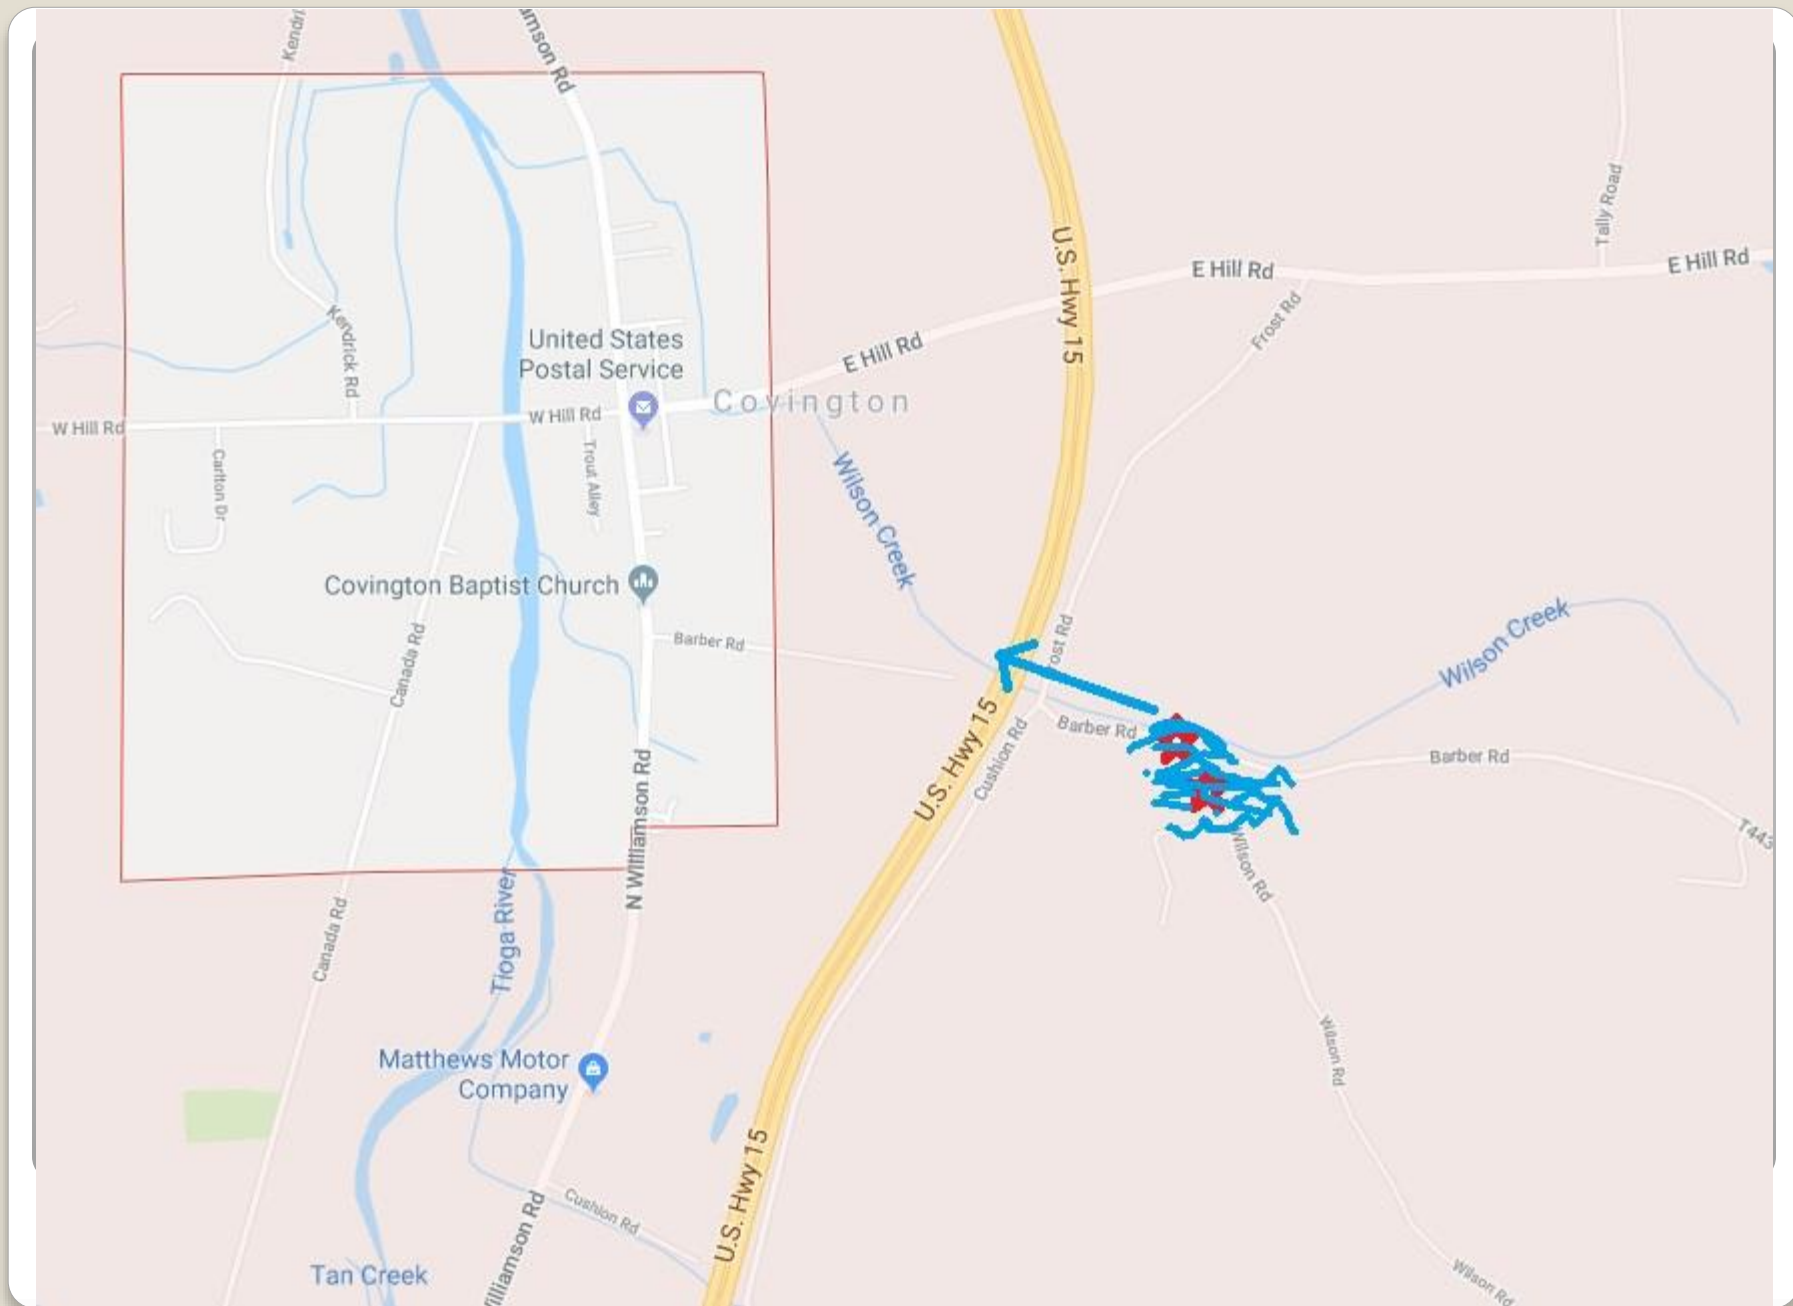 Kendri
amson Rd
U.S. Hwy 15
Tally Road
E Hill Rd
E Hill Rd
Frost Rd
Kendrick Rd
United States
Postal Service
E Hill Rd
Covington
W Hill Rd
W Hill Rd
Carlton Dr
Trout Alley
Wilson Creek
Covington Baptist Church
Canada Rd
Barber Rd
ost Rd
Wilson Creek
Barber Rd
Barber Rd
U.S. Hwy 15
Cushion Rd
N Williamson Rd
T443
Wilson Rd
Tioga River
Canada Rd
Matthews Motor
Company
Wilson Rd
U.S. Hwy 15
Cushion Rd
Williamson Rd
Tan Creek
Wilson Rd